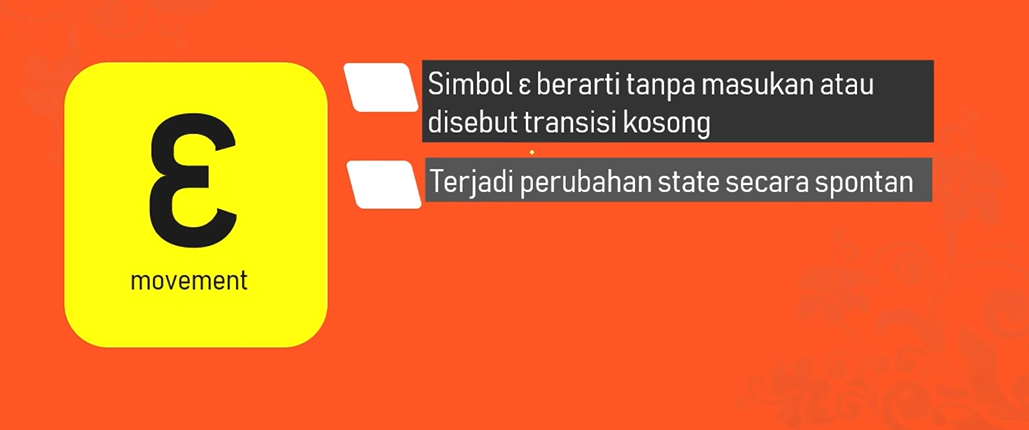 ε
movement
Simbol ε berarti tanpa masukan atau
disebut transisi kosong
Terjadi perubahan state secara spontan